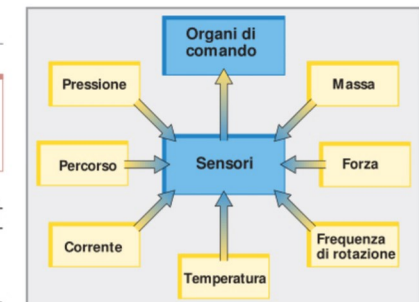 Organi di
comando
Pressione
Massa
Percorso
Sensori
Forza
Corrente
Frequenza
di rotazione
Temperatura